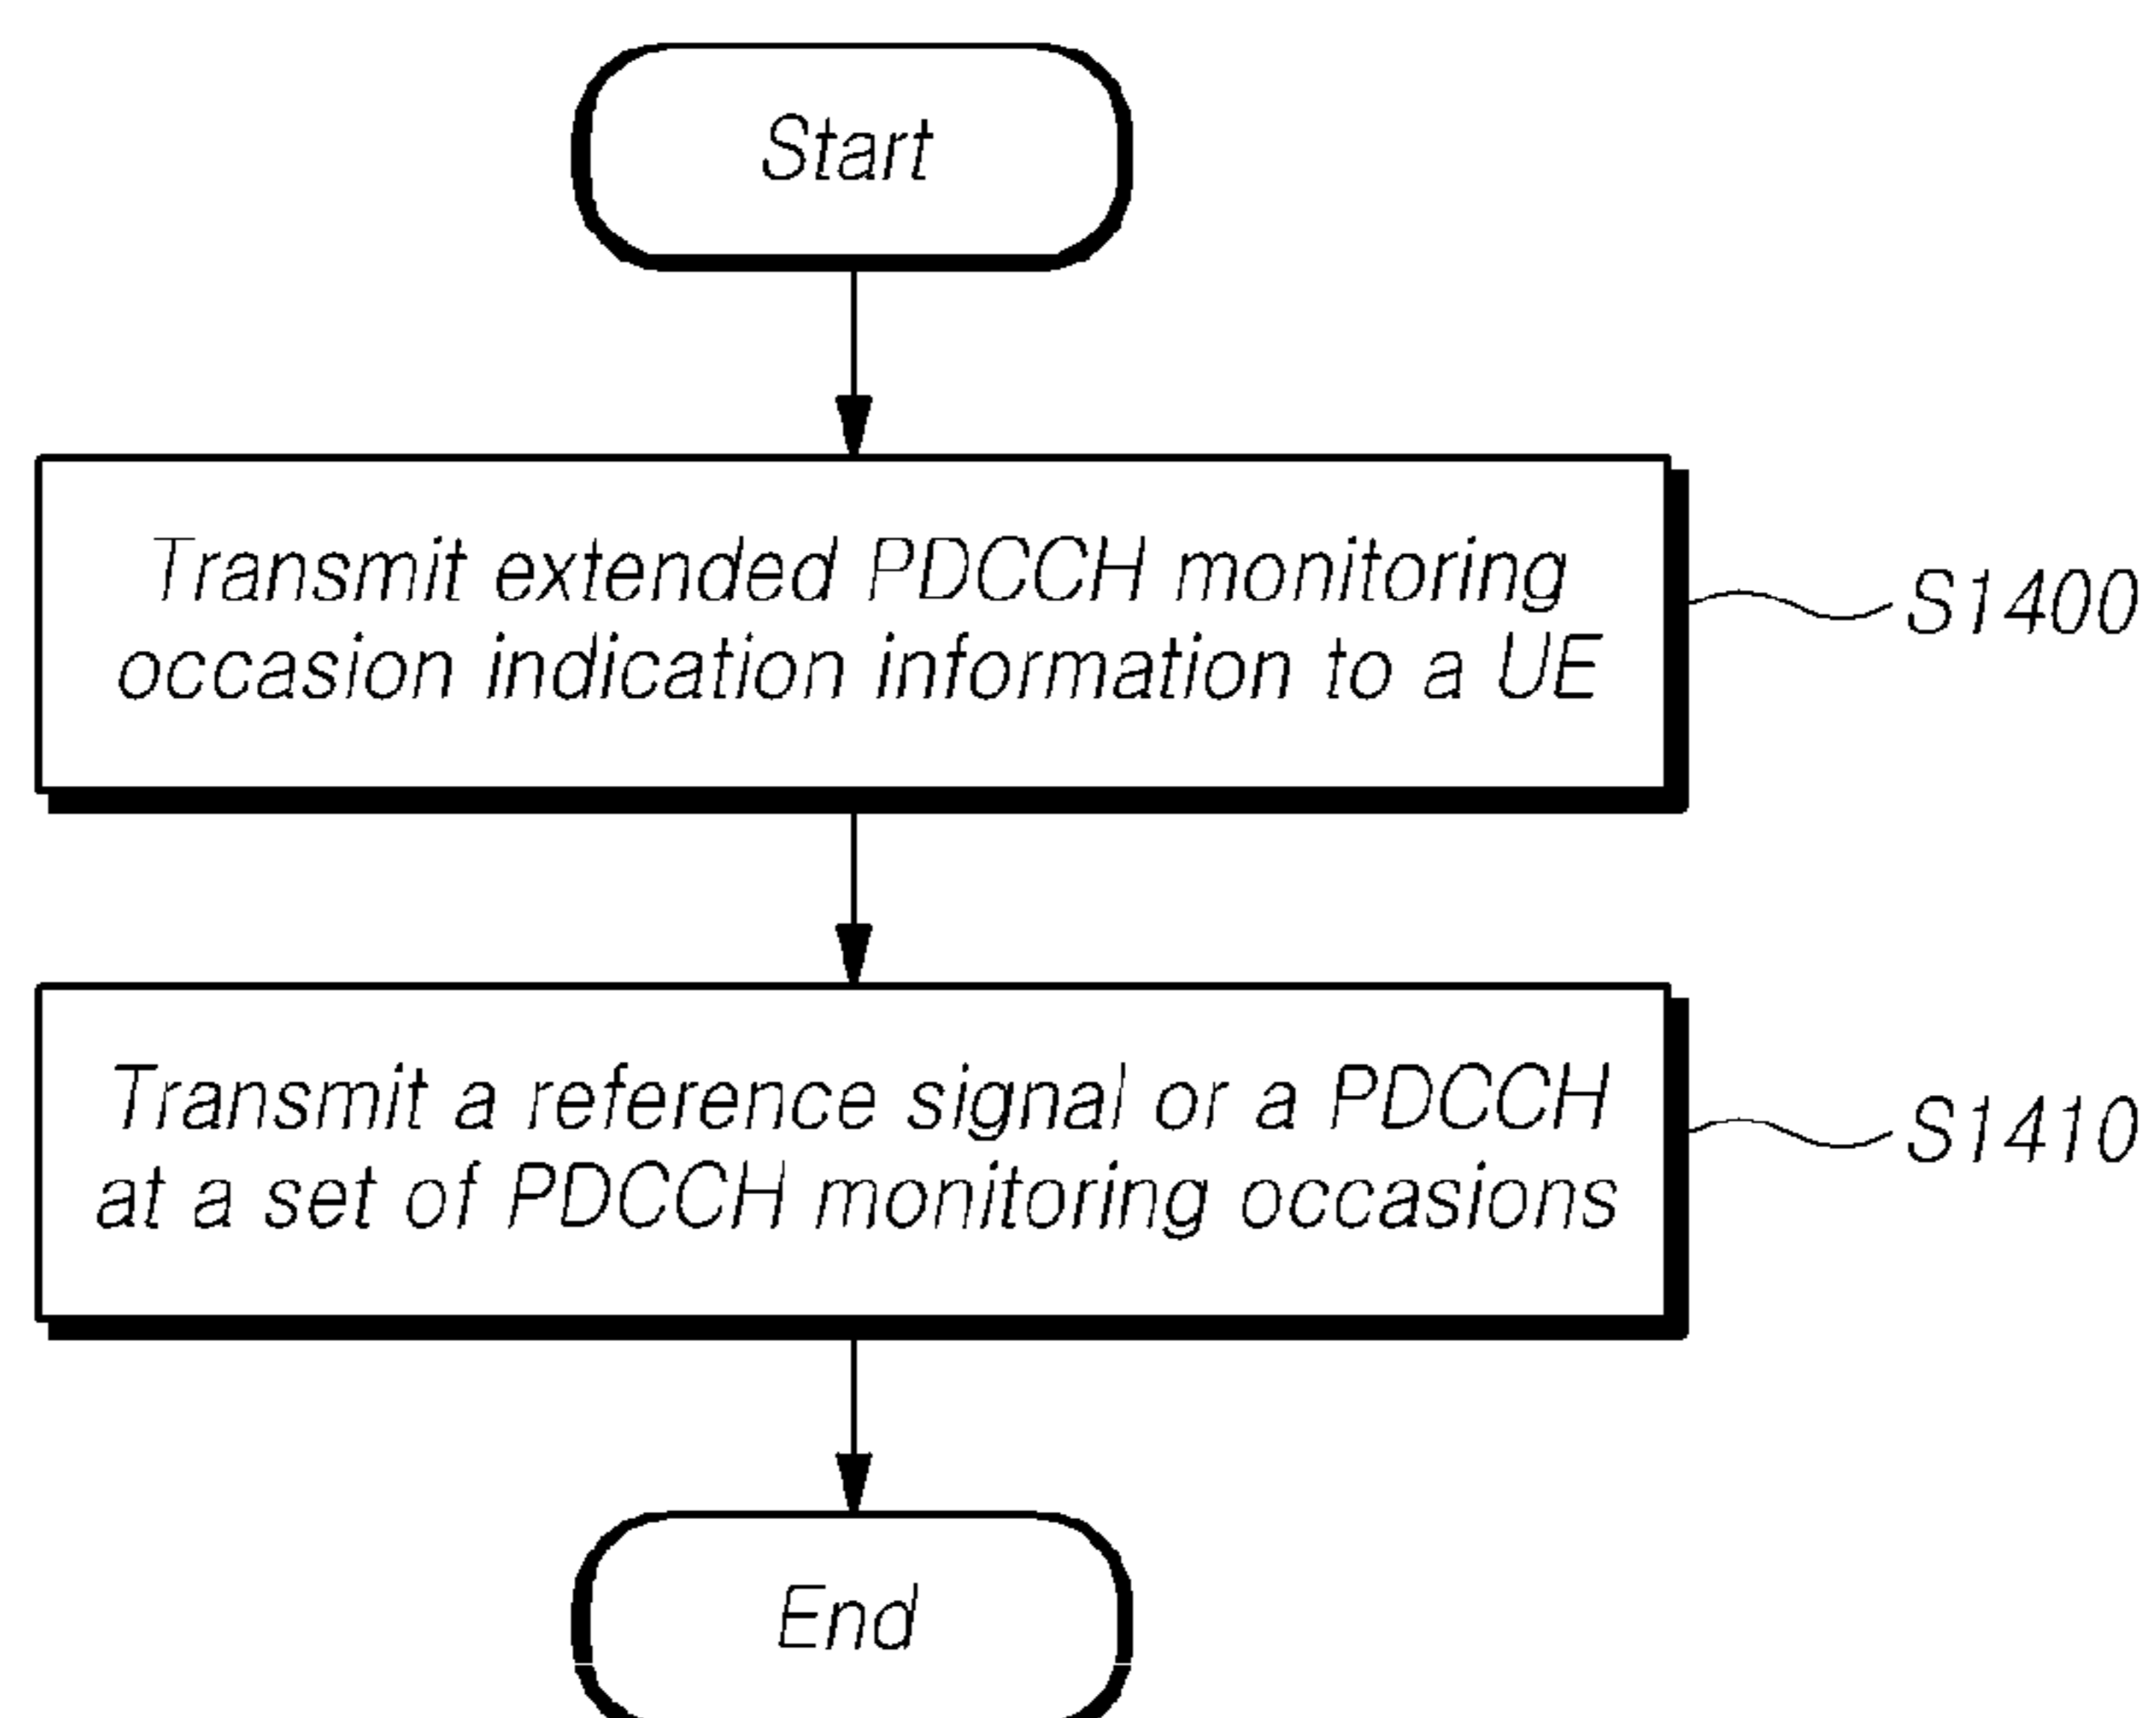 Start
Transmit extended PDCCH monitoring
occasion indication information to a UE
S1400
Transmit a reference signal or a PDCCH
at a set of PDCCH monitoring occasions
S1410
End